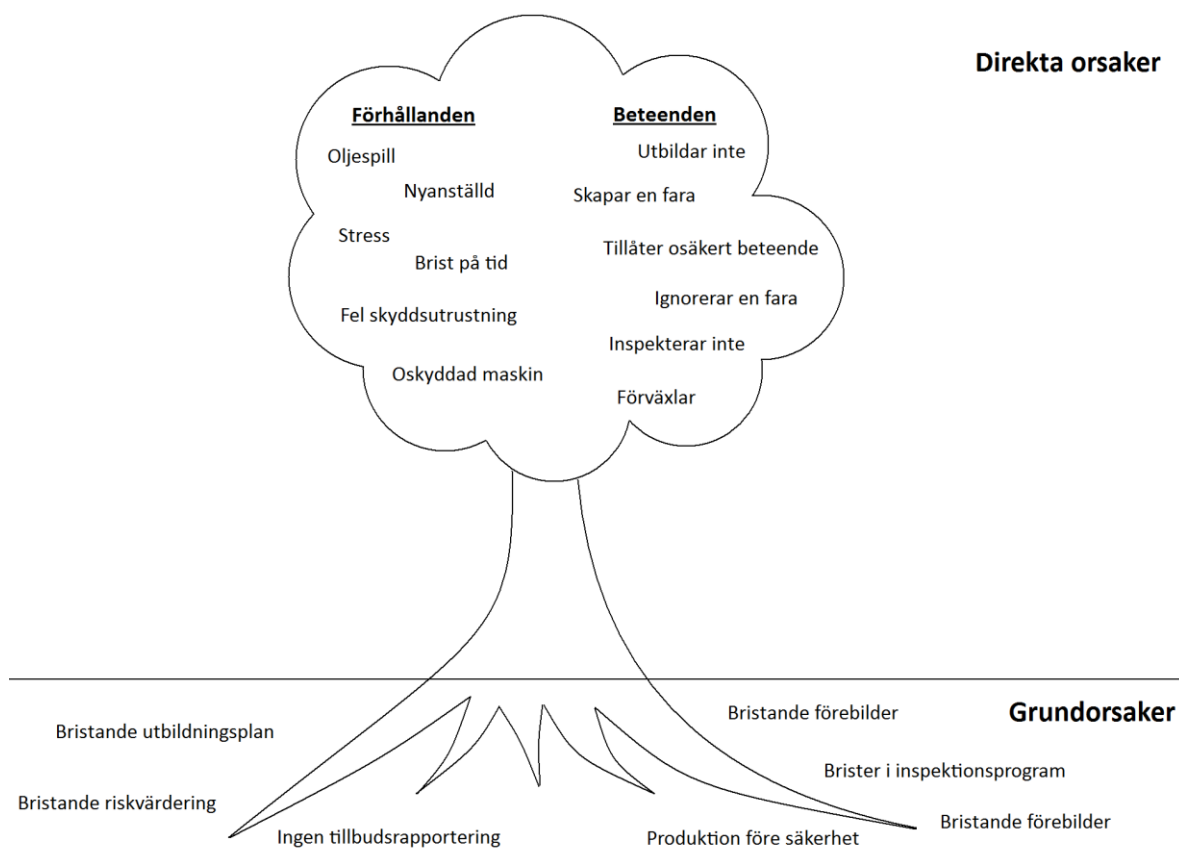 Direkta orsaker
Förhållanden
Beteenden
Oljespill
Utbildar inte
Nyanställd
Skapar en fara
Stress
Tillåter osäkert beteende
Brist på tid
Ignorerar en fara
Fel skyddsutrustning
Inspekterar inte
Oskyddad maskin
Förväxlar
Grundorsaker
Bristande utbildningsplan
Bristande förebilder
Brister i inspektionsprogram
Bristande riskvärdering
Ingen tillbudsrapportering
Produktion före säkerhet
Bristande förebilder